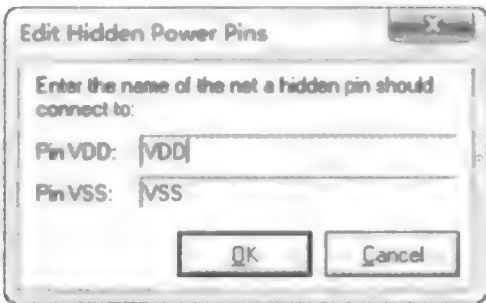 Edit Hidden Power Pins
Enter the name of the net a hidden pin should
connect to:
Pin VDD: VDD
Pin VSS: VSS
OK Cancel